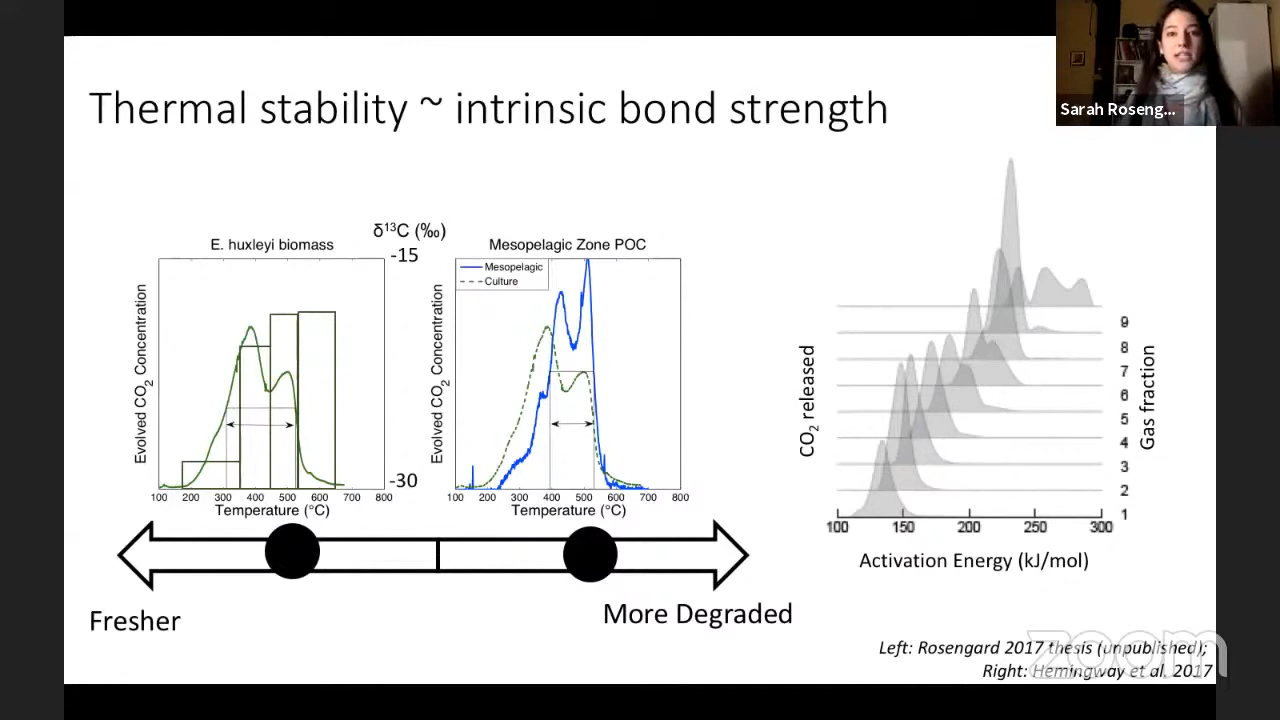 Sarah Roseng...
Thermal stability ~ intrinsic bond strength
δ¹³C (‰)
E. huxleyi biomass
-15
-30
Evolved CO₂ Concentration
100 200 300 400 500 600 700 800
Temperature (°C)
Mesopelagic Zone POC
Mesopelagic
Culture
Evolved CO₂ Concentration
100 200 300 400 500 600 700 800
Temperature (°C)
Fresher
More Degraded
CO₂ released
9
8
7
6
5
4
3
2
1
Gas fraction
100 150 200 250 300
Activation Energy (kJ/mol)
Left: Rosengard 2017 thesis (unpublished);
Right: Hemingway et al, 2017
zoom